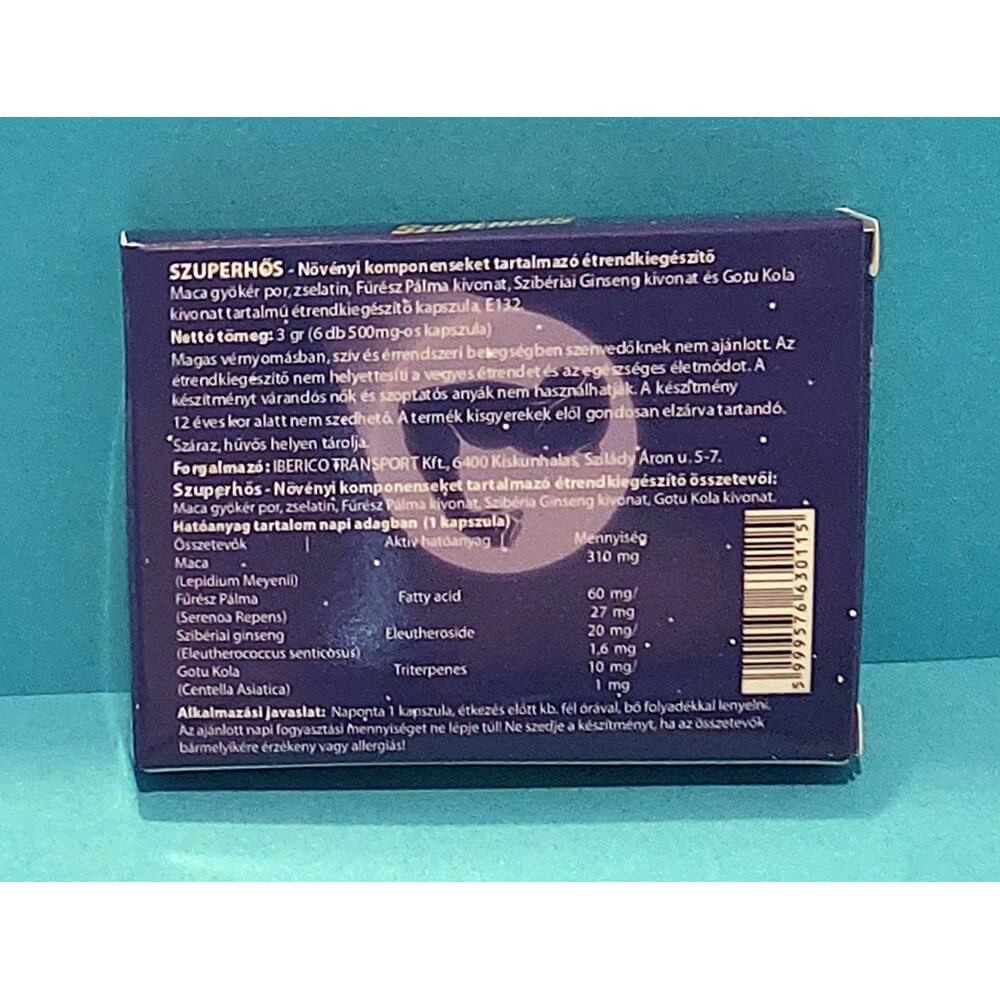 SZUPERHŐS
SZUPERHŐS - Növényi komponenseket tartalmazó étrendkiegészítő
Maca gyökér por, zselatin, Fűrész Pálma kivonat, Szibériai Ginseng kivonat és Gotu Kola
kivonat tartalmú étrendkiegészítő kapszula, E132
Nettó tömeg: 3 gr (6 db 500mg-os kapszula)
Magas vérnyomásban, szív és érrendszeri betegségben szenvedőknek nem ajánlott. Az
étrendkiegészítő nem helyettesíti a vegyes étrendet és az egészséges életmódot. A
készítményt várandós nők és szoptatós anyák nem használhatják. A készítmény
12 éves kor alatt nem szedhető. A termék kisgyerekek elől gondosan elzárva tartandó.
Száraz, hűvös helyen tárolja.
Forgalmazó: IBERICO TRANSPORT Kft., 6400 Kiskunhalas, Szilády Áron u. 5-7.
Szuperhős - Növényi komponenseket tartalmazó étrendkiegészítő összetevői:
Maca gyökér por, zselatin, Fűrész Pálma kivonat, Szibéria Ginseng kivonat, Gotu Kola kivonat.
Hatóanyag tartalom napi adagban (1 kapszula)
Összetevők | Aktív hatóanyag | Mennyiség
Maca 310 mg
(Lepidium Meyenii)
Fűrész Pálma Fatty acid 60 mg/
(Serenoa Repens) 27 mg
Szibériai ginseng Eleutheroside 20 mg/
(Eleutherococcus senticosus) 1,6 mg
Gotu Kola Triterpenes 10 mg/
(Centella Asiatica) 1 mg
Alkalmazási javaslat: Naponta 1 kapszula, étkezés előtt kb. fél órával, bő folyadékkal lenyelni.
Az ajánlott napi fogyasztási mennyiséget ne lépje túl! Ne szedje a készítményt, ha az összetevők
bármelyikére érzékeny vagy allergiás!
5 999576 630115